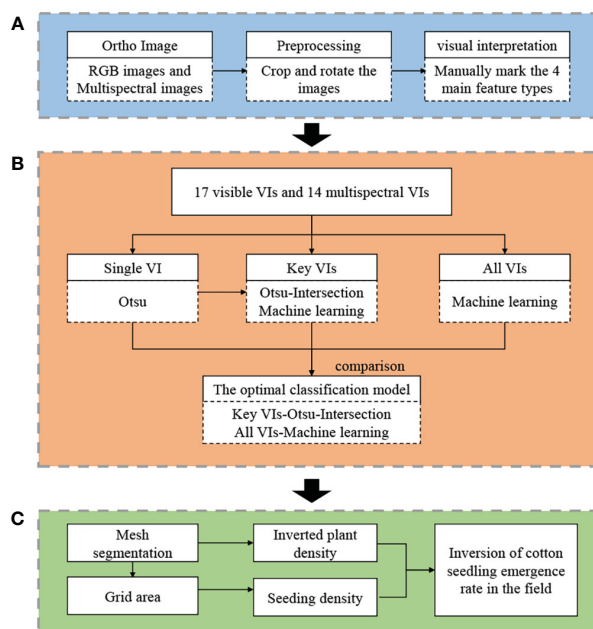 A
Ortho Image
RGB images and
Multispectral images
Preprocessing
Crop and rotate the
images
visual interpretation
Manually mark the 4
main feature types
B
17 visible VIs and 14 multispectral VIs
Single VI
Otsu
Key VIs
Otsu-Intersection
Machine learning
All VIs
Machine learning
comparison
The optimal classification model
Key VIs-Otsu-Intersection
All VIs-Machine learning
C
Mesh
segmentation
Inverted plant
density
Grid area
Seeding density
Inversion of cotton
seedling emergence
rate in the field